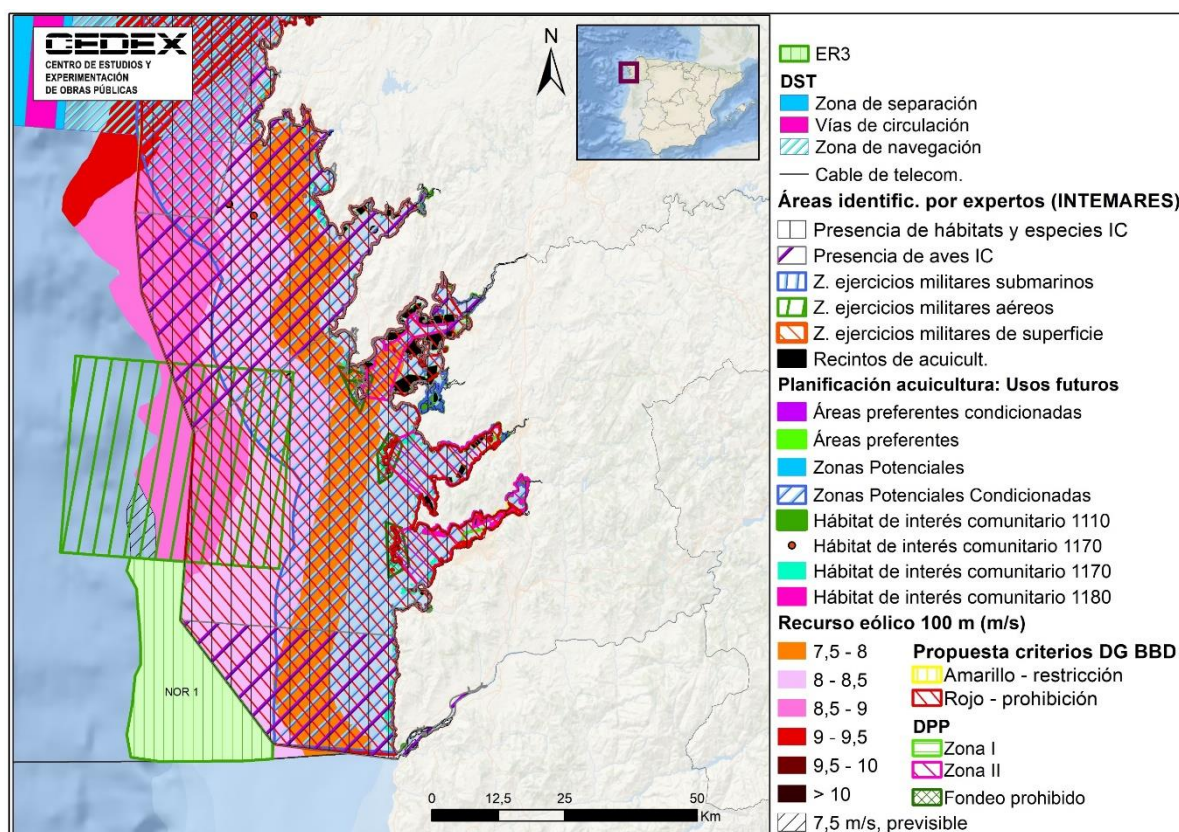 CEDEX
CENTRO DE ESTUDIOS Y
EXPERIMENTACIÓN
DE OBRAS PÚBLICAS
N
NOR 1
0 12,5 25 50
Km
ER3
DST
Zona de separación
Vías de circulación
Zona de navegación
Cable de telecom.
Áreas identific. por expertos (INTEMARES)
Presencia de hábitats y especies IC
Presencia de aves IC
Z. ejercicios militares submarinos
Z. ejercicios militares aéreos
Z. ejercicios militares de superficie
Recintos de acuicult.
Planificación acuicultura: Usos futuros
Áreas preferentes condicionadas
Áreas preferentes
Zonas Potenciales
Zonas Potenciales Condicionadas
Hábitat de interés comunitario 1110
Hábitat de interés comunitario 1170
Hábitat de interés comunitario 1170
Hábitat de interés comunitario 1180
Recurso eólico 100 m (m/s)
7,5 - 8
8 - 8,5
8,5 - 9
9 - 9,5
9,5 - 10
> 10
7,5 m/s, previsible
Propuesta criterios DG BBD
Amarillo - restricción
Rojo - prohibición
DPP
Zona I
Zona II
Fondeo prohibido